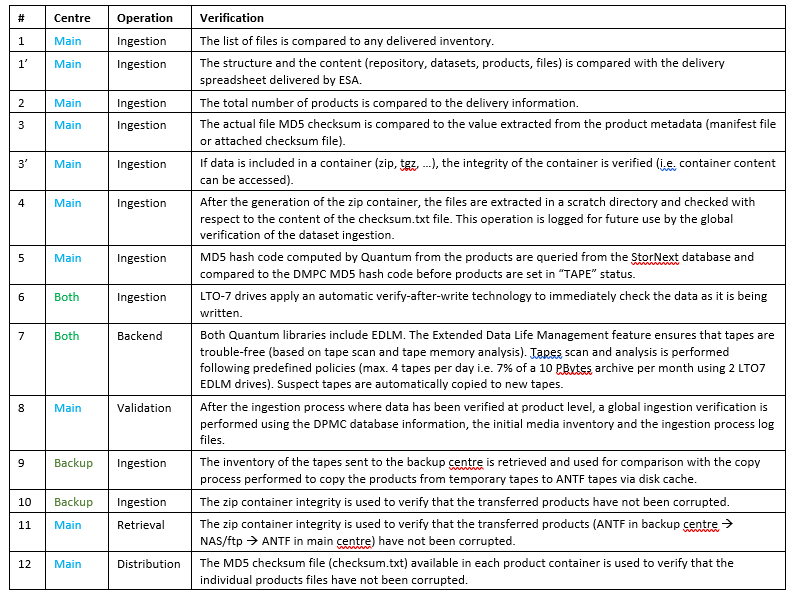 # Centre Operation Verification
1 Main Ingestion The list of files is compared to any delivered inventory.
1’ Main Ingestion The structure and the content (repository, datasets, products, files) is compared with the delivery
spreadsheet delivered by ESA.
2 Main Ingestion The total number of products is compared to the delivery information.
3 Main Ingestion The actual file MD5 checksum is compared to the value extracted from the product metadata (manifest file
or attached checksum file).
3’ Main Ingestion If data is included in a container (zip, tgz, …), the integrity of the container is verified (i.e. container content
can be accessed).
4 Main Ingestion After the generation of the zip container, the files are extracted in a scratch directory and checked with
respect to the content of the checksum.txt file. This operation is logged for future use by the global
verification of the dataset ingestion.
5 Main Ingestion MD5 hash code computed by Quantum from the products are queried from the StorNext database and
compared to the DMPC MD5 hash code before products are set in “TAPE” status.
6 Both Ingestion LTO-7 drives apply an automatic verify-after-write technology to immediately check the data as it is being
written.
7 Both Backend Both Quantum libraries include EDLM. The Extended Data Life Management feature ensures that tapes are
trouble-free (based on tape scan and tape memory analysis). Tapes scan and analysis is performed
following predefined policies (max. 4 tapes per day i.e. 7% of a 10 PBytes archive per month using 2 LTO7
EDLM drives). Suspect tapes are automatically copied to new tapes.
8 Main Validation After the ingestion process where data has been verified at product level, a global ingestion verification is
performed using the DPMC database information, the initial media inventory and the ingestion process log
files.
9 Backup Ingestion The inventory of the tapes sent to the backup centre is retrieved and used for comparison with the copy
process performed to copy the products from temporary tapes to ANTF tapes via disk cache.
10 Backup Ingestion The zip container integrity is used to verify that the transferred products have not been corrupted.
11 Main Retrieval The zip container integrity is used to verify that the transferred products (ANTF in backup centre →
NAS/ftp → ANTF in main centre) have not been corrupted.
12 Main Distribution The MD5 checksum file (checksum.txt) available in each product container is used to verify that the
individual products files have not been corrupted.